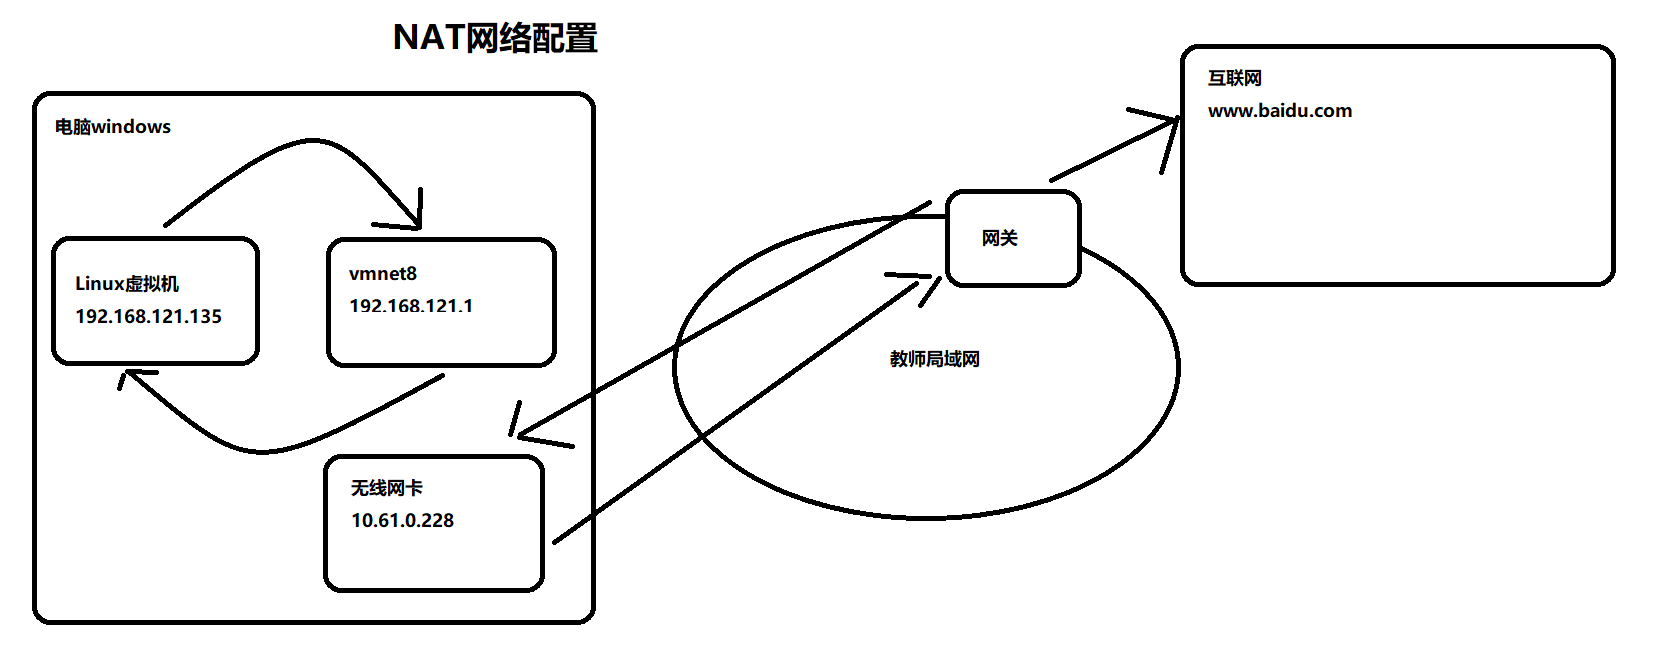 NAT网络配置
电脑windows
Linux虚拟机
192.168.121.135
vmnet8
192.168.121.1
无线网卡
10.61.0.228
网关
教师局域网
互联网
www.baidu.com